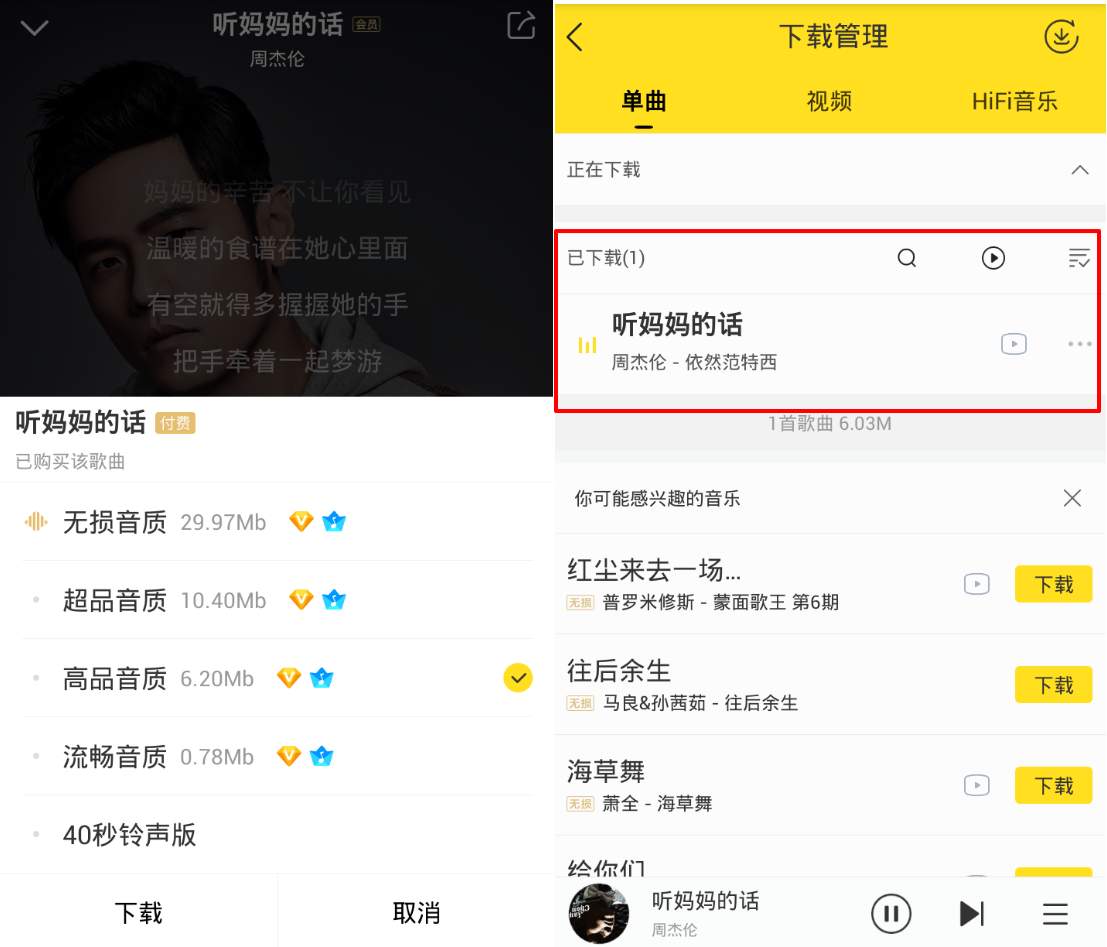 听妈妈的话 会员
周杰伦
妈妈的辛苦 不让你看见
温暖的食谱在她心里面
有空就得多握握她的手
把手牵着一起梦游
听妈妈的话 付费
已购买该歌曲
无损音质 29.97Mb
超品音质 10.40Mb
高品音质 6.20Mb
流畅音质 0.78Mb
40秒铃声版
下载 取消
下载管理
单曲 视频 HiFi音乐
正在下载
已下载(1)
听妈妈的话
周杰伦 - 依然范特西
1首歌曲 6.03M
你可能感兴趣的音乐
红尘来去一场...
无损 普罗米修斯 - 蒙面歌王 第6期
下载
往后余生
无损 马良&孙茜茹 - 往后余生
下载
海草舞
无损 萧全 - 海草舞
下载
给你们
听妈妈的话
周杰伦